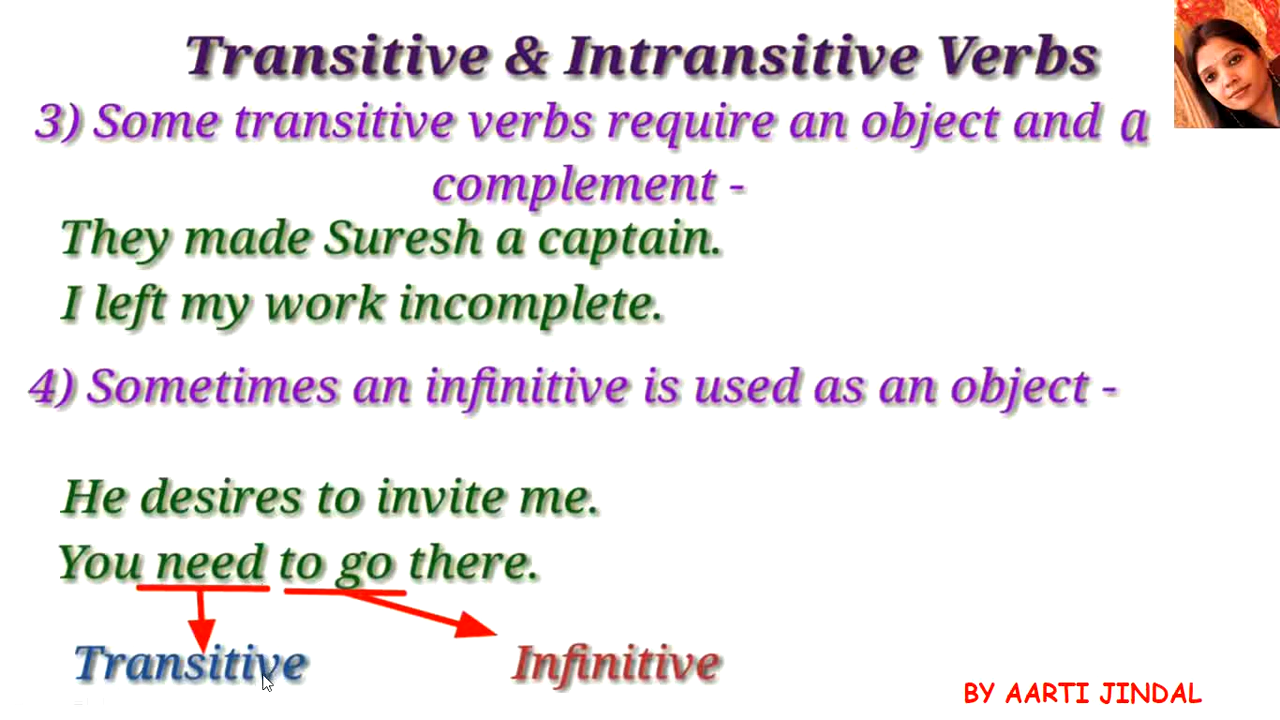 Transitive & Intransitive Verbs
3) Some transitive verbs require an object and a
complement -
They made Suresh a captain.
I left my work incomplete.
4) Sometimes an infinitive is used as an object -
He desires to invite me.
You need to go there.
Transitive Infinitive
BY AARTI JINDAL